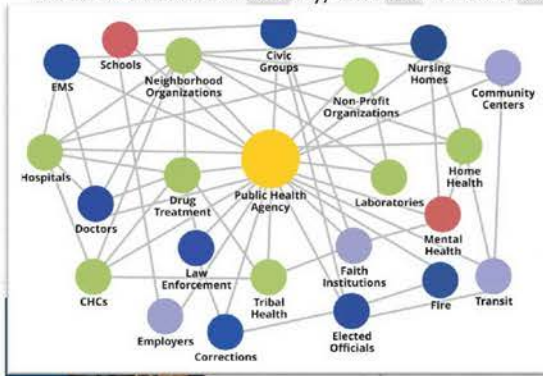 Schools
Civic
Groups
Nursing
Homes
EMS
Neighborhood
Organizations
Non-Profit
Organizations
Community
Centers
Hospitals
Drug
Treatment
Public Health
Agency
Laboratories
Home
Health
Doctors
Mental
Health
Law
Enforcement
Faith
Institutions
CHCs
Tribal
Health
Fire
Transit
Employers
Corrections
Elected
Officials